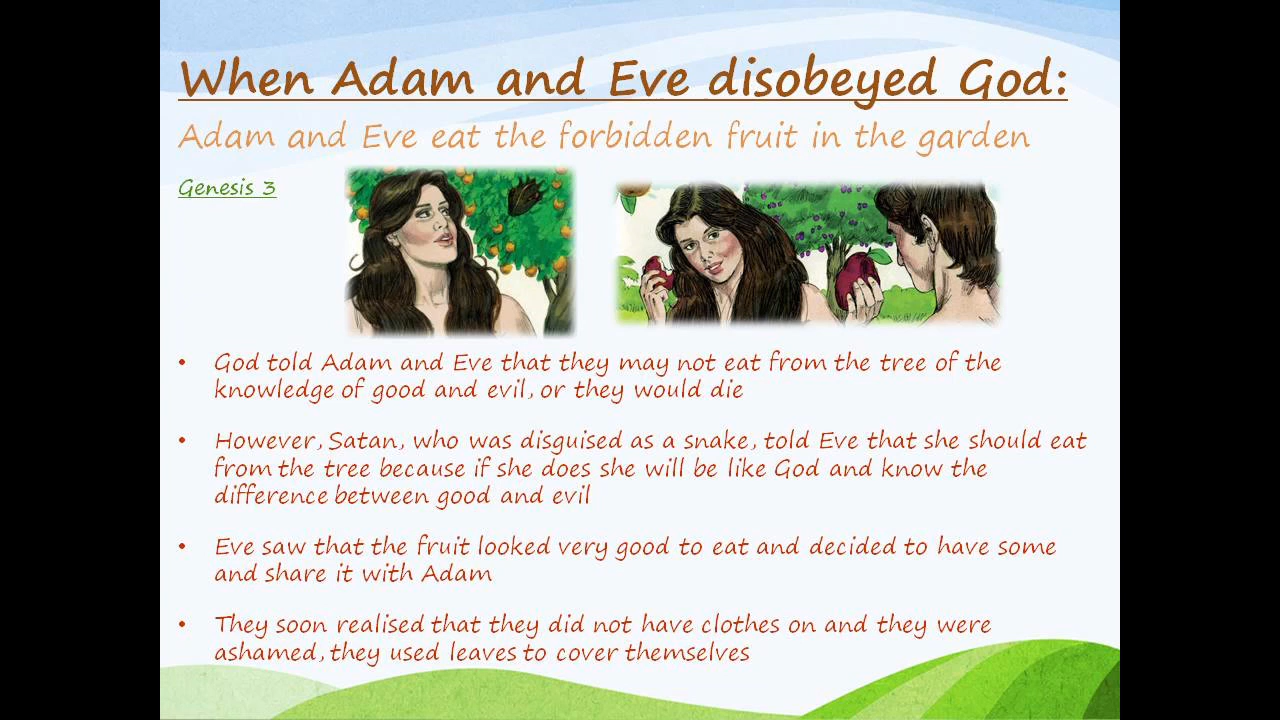 When Adam and Eve disobeyed God:
Adam and Eve eat the forbidden fruit in the garden
Genesis 3
• God told Adam and Eve that they may not eat from the tree of the
knowledge of good and evil, or they would die
• However, Satan, who was disguised as a snake, told Eve that she should eat
from the tree because if she does she will be like God and know the
difference between good and evil
• Eve saw that the fruit looked very good to eat and decided to have some
and share it with Adam
• They soon realised that they did not have clothes on and they were
ashamed, they used leaves to cover themselves